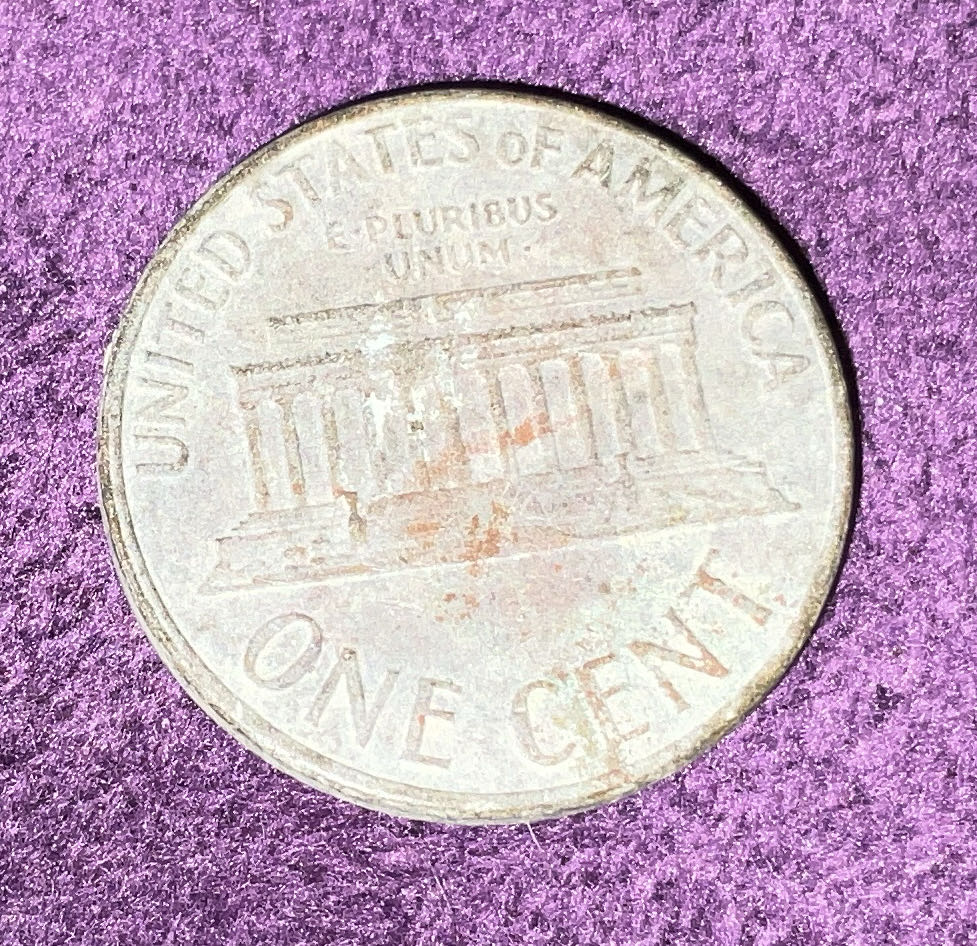 UNITED STATES OF AMERICA
E·PLURIBUS
UNUM·
ONE CENT